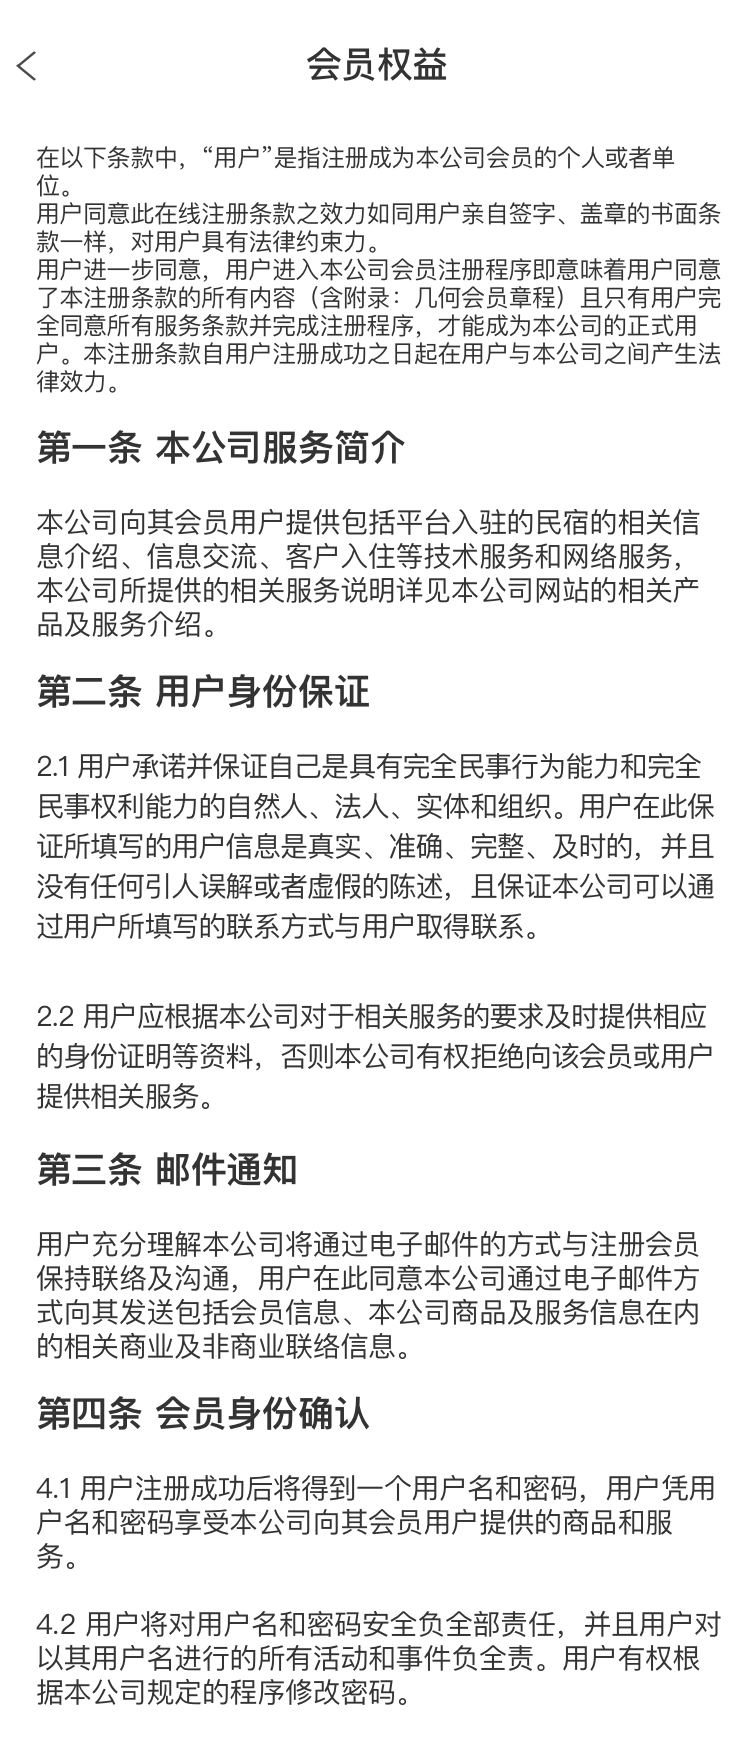 会员权益
在以下条款中，“用户”是指注册成为本公司会员的个人或者单
位。
用户同意此在线注册条款之效力如同用户亲自签字、盖章的书面条
款一样，对用户具有法律约束力。
用户进一步同意，用户进入本公司会员注册程序即意味着用户同意
了本注册条款的所有内容（含附录：几何会员章程）且只有用户完
全同意所有服务条款并完成注册程序，才能成为本公司的正式用
户。本注册条款自用户注册成功之日起在用户与本公司之间产生法
律效力。
第一条 本公司服务简介
本公司向其会员用户提供包括平台入驻的民宿的相关信
息介绍、信息交流、客户入住等技术服务和网络服务，
本公司所提供的相关服务说明详见本公司网站的相关产
品及服务介绍。
第二条 用户身份保证
2.1 用户承诺并保证自己是具有完全民事行为能力和完全
民事权利能力的自然人、法人、实体和组织。用户在此保
证所填写的用户信息是真实、准确、完整、及时的，并且
没有任何引人误解或者虚假的陈述，且保证本公司可以通
过用户所填写的联系方式与用户取得联系。
2.2 用户应根据本公司对于相关服务的要求及时提供相应
的身份证明等资料，否则本公司有权拒绝向该会员或用户
提供相关服务。
第三条 邮件通知
用户充分理解本公司将通过电子邮件的方式与注册会员
保持联络及沟通，用户在此同意本公司通过电子邮件方
式向其发送包括会员信息、本公司商品及服务信息在内
的相关商业及非商业联络信息。
第四条 会员身份确认
4.1 用户注册成功后将得到一个用户名和密码，用户凭用
户名和密码享受本公司向其会员用户提供的商品和服
务。
4.2 用户将对用户名和密码安全负全部责任，并且用户对
以其用户名进行的所有活动和事件负全责。用户有权根
据本公司规定的程序修改密码。